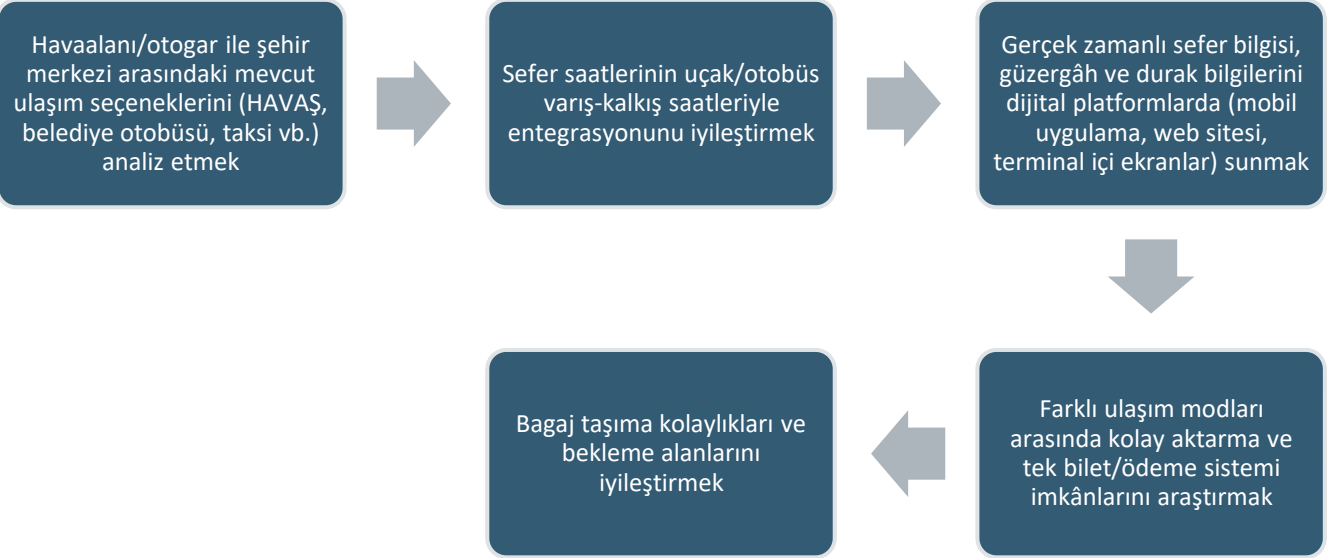 Havaalanı/otogar ile şehir
merkezi arasındaki mevcut
ulaşım seçeneklerini (HAVAŞ,
belediye otobüsü, taksi vb.)
analiz etmek
Sefer saatlerinin uçak/otobüs
varış-kalkış saatleriyle
entegrasyonunu iyileştirmek
Gerçek zamanlı sefer bilgisi,
güzergâh ve durak bilgilerini
dijital platformlarda (mobil
uygulama, web sitesi,
terminal içi ekranlar) sunmak
Farklı ulaşım modları
arasında kolay aktarma ve
tek bilet/ödeme sistemi
imkânlarını araştırmak
Bagaj taşıma kolaylıkları ve
bekleme alanlarını
iyileştirmek